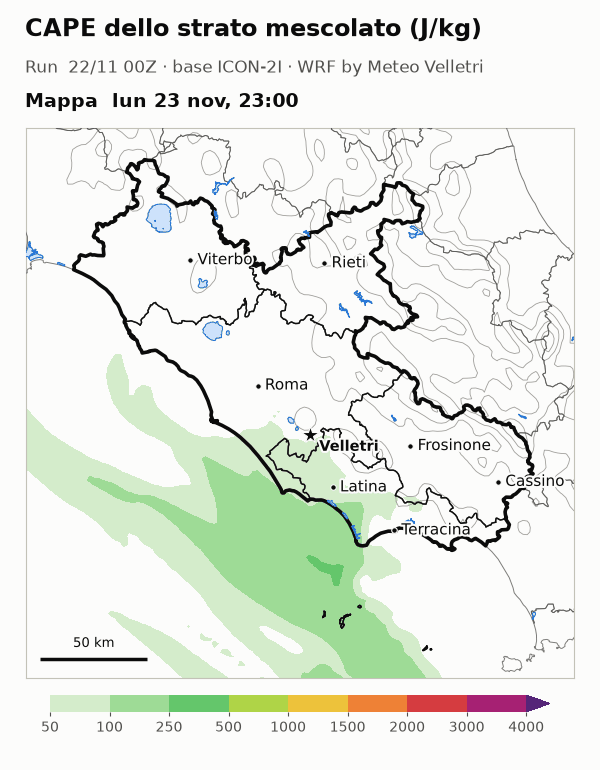 CAPE dello strato mescolato (J/kg)
Run 22/11 00Z · base ICON-2I · WRF by Meteo Velletri
Mappa lun 23 nov, 23:00
Viterbo
Rieti
Roma
Velletri
Frosinone
Cassino
Latina
Terracina
50 km
50 100 250 500 1000 1500 2000 3000 4000